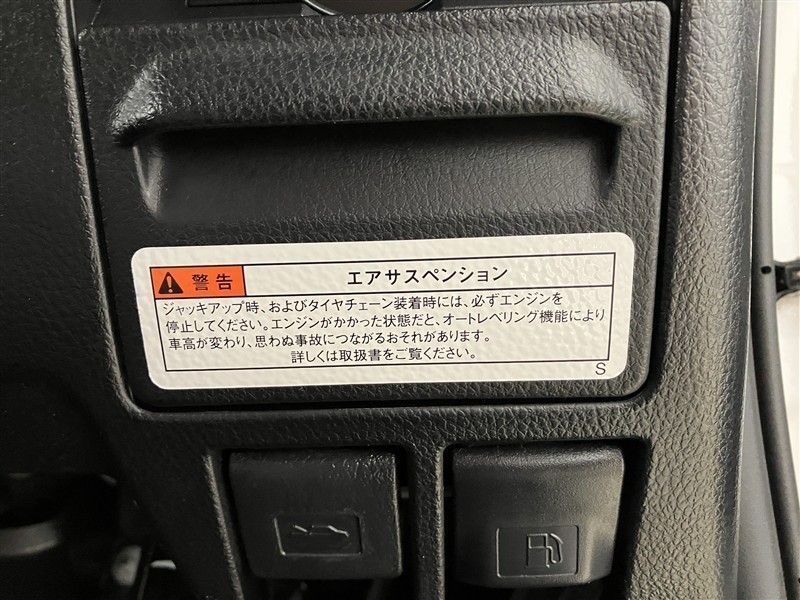 警告
エアサスペンション
ジャッキアップ時、およびタイヤチェーン装着時には、必ずエンジンを
停止してください。エンジンがかかった状態だと、オートレベリング機能により
車高が変わり、思わぬ事故につながるおそれがあります。
詳しくは取扱書をご覧ください。
S